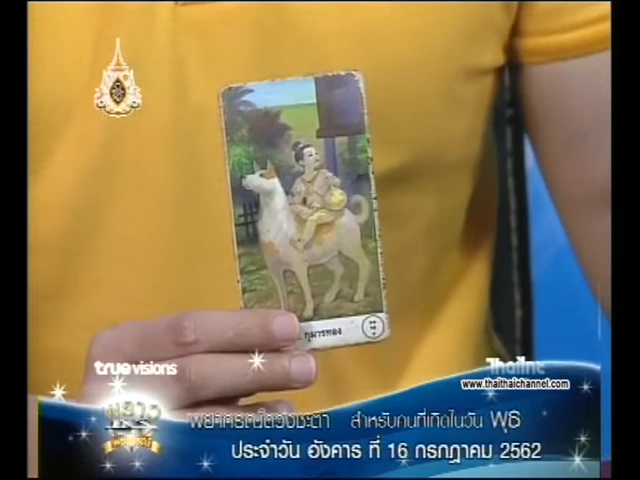 กุมารทอง
truevisions
www.thaithaichannel.com
พยากรณ์ดวงชะตา สำหรับคนที่เกิดในวัน พุธ
ประจำวัน อังคาร ที่ 16 กรกฎาคม 2562